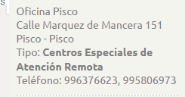 Oficina Pisco
Calle Marquez de Mancera 151
Pisco - Pisco
Tipo: Centros Especiales de
Atención Remota
Teléfono: 996376623, 995806973